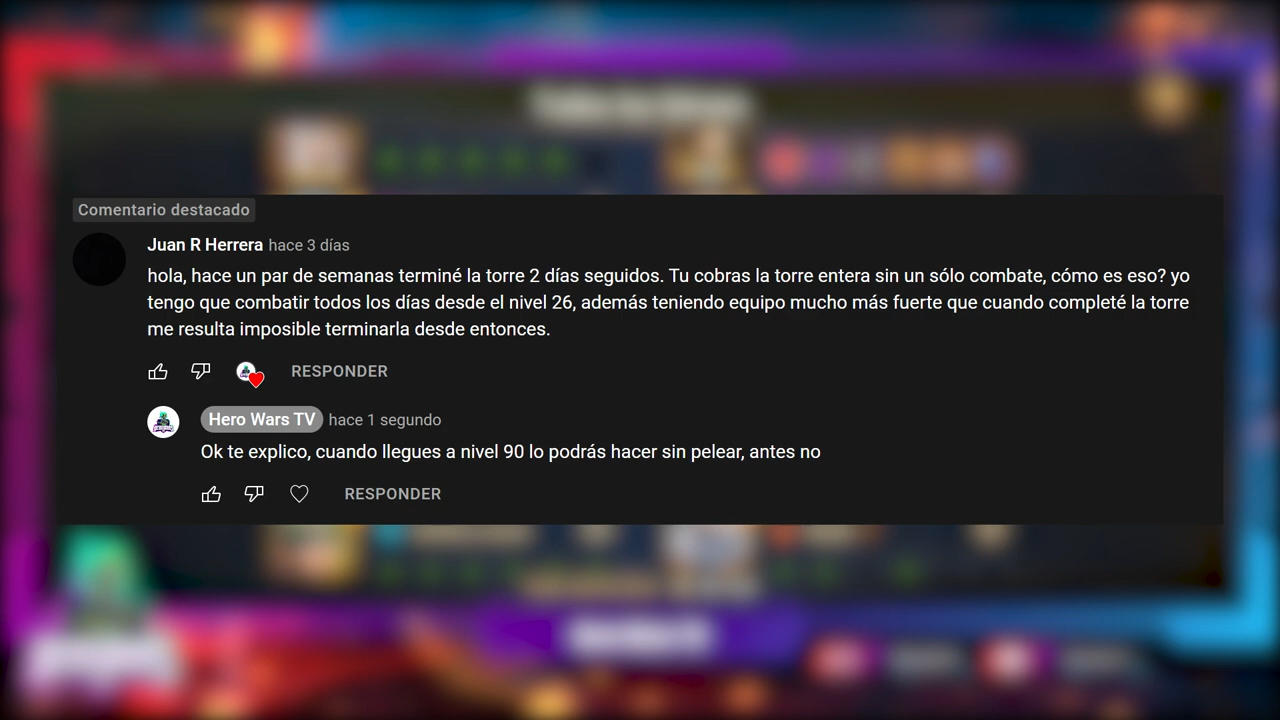 Comentario destacado
Juan R Herrera hace 3 días
hola, hace un par de semanas terminé la torre 2 días seguidos. Tu cobras la torre entera sin un sólo combate, cómo es eso? yo
tengo que combatir todos los días desde el nivel 26, además teniendo equipo mucho más fuerte que cuando completé la torre
me resulta imposible terminarla desde entonces.
RESPONDER
Hero Wars TV hace 1 segundo
Ok te explico, cuando llegues a nivel 90 lo podrás hacer sin pelear, antes no
RESPONDER